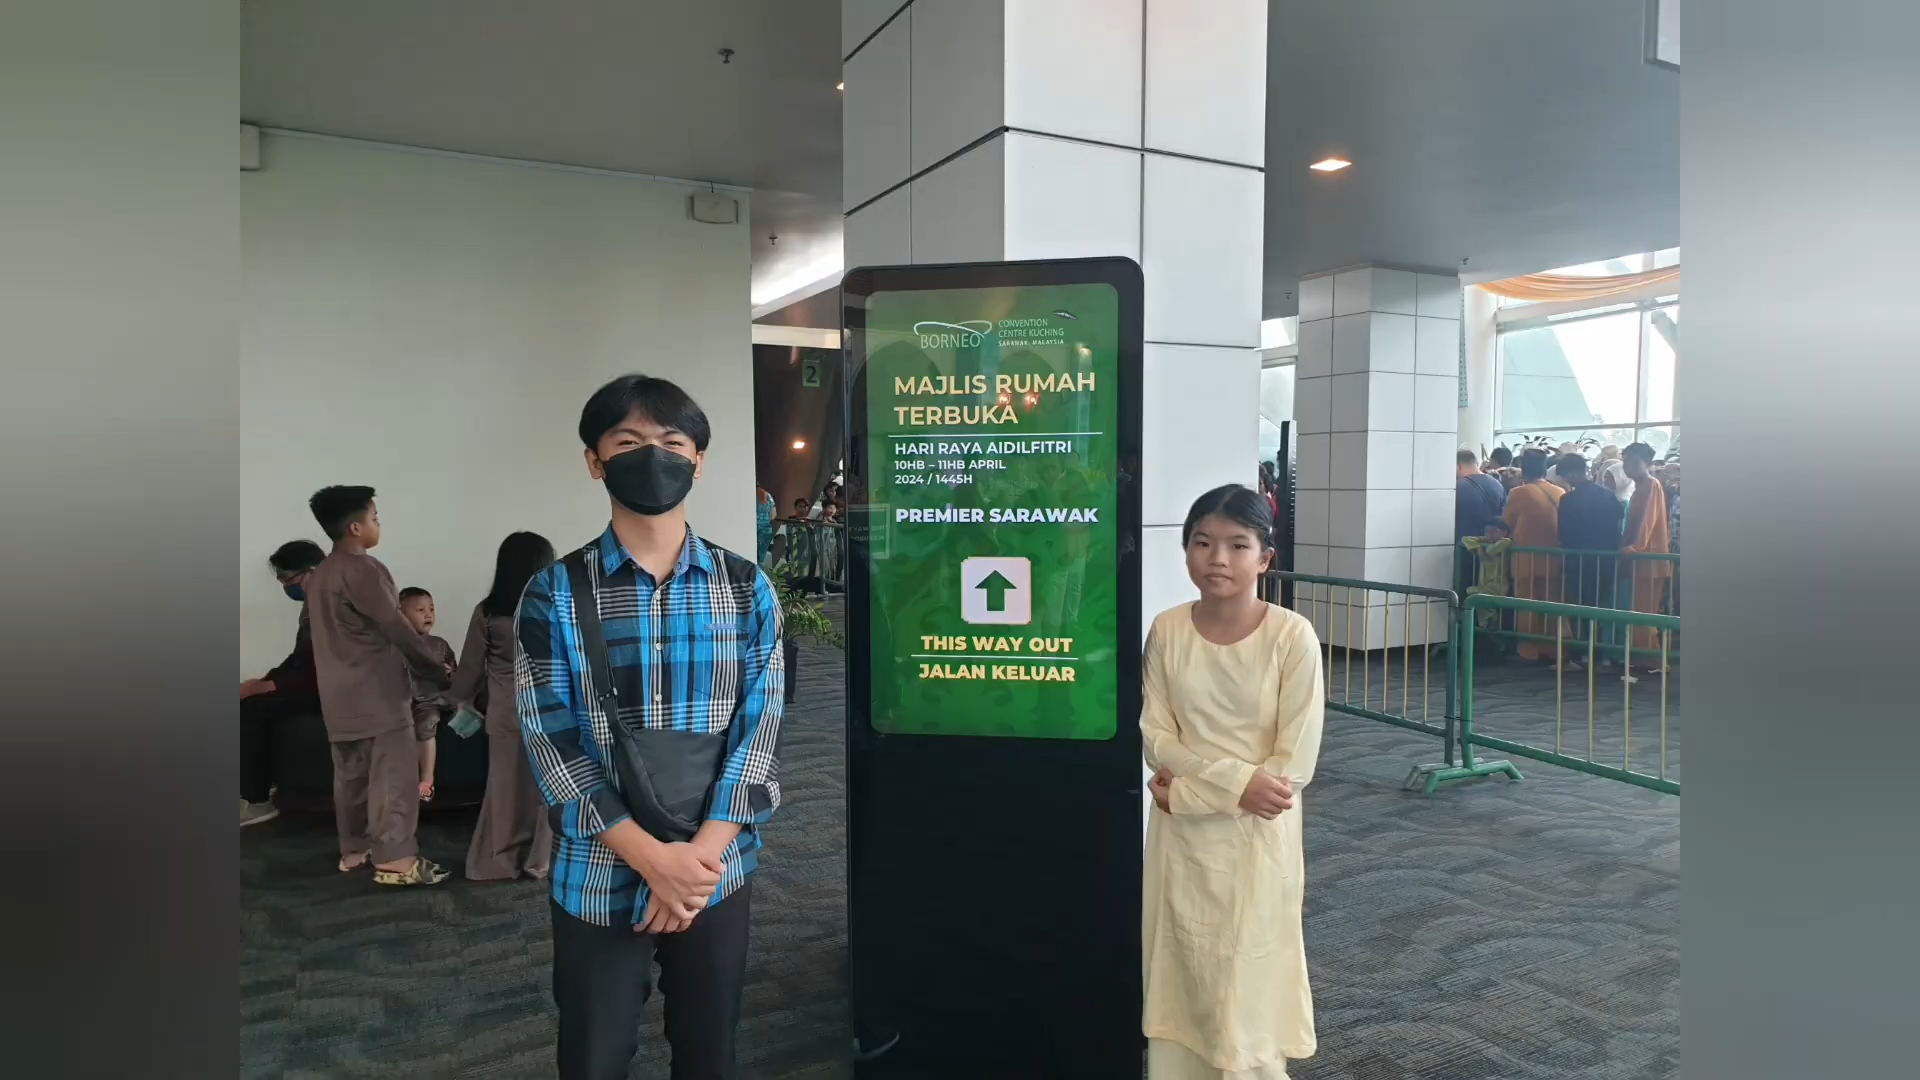 BORNEO
CONVENTION
CENTRE KUCHING
SARAWAK, MALAYSIA
MAJLIS RUMAH
TERBUKA
HARI RAYA AIDILFITRI
10HB – 11HB APRIL
2024 / 1445H
PREMIER SARAWAK
THIS WAY OUT
JALAN KELUAR
2